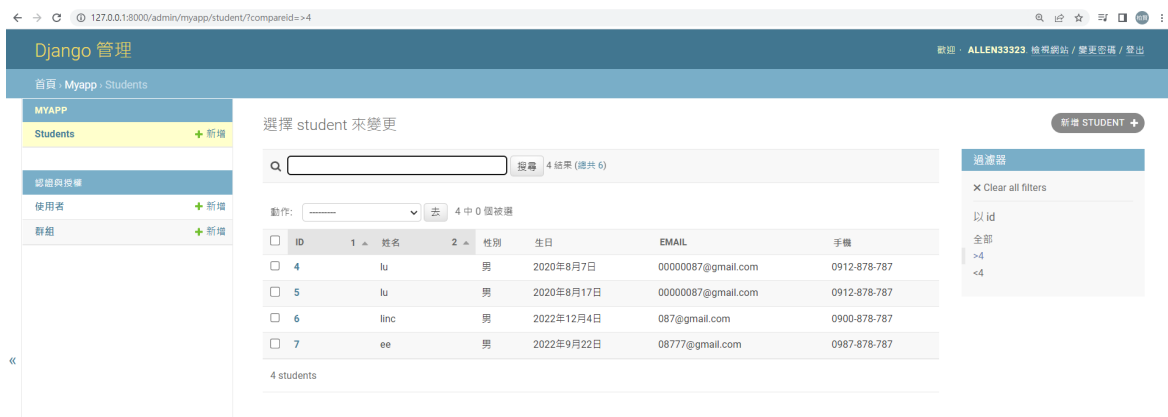 127.0.0.1:8000/admin/myapp/student/?compareid=>4
Django 管理
歡迎， ALLEN33323. 檢視網站 / 變更密碼 / 登出
首頁 › Myapp › Students
MYAPP
Students
+ 新增
認證與授權
使用者
+ 新增
群組
+ 新增
«
選擇 student 來變更
新增 STUDENT +
搜尋 4 結果 (總共 6)
動作: --------- 去 4 中 0 個被選
ID 1 姓名 2 性別 生日 EMAIL 手機
4 lu 男 2020年8月7日 00000087@gmail.com 0912-878-787
5 lu 男 2020年8月17日 00000087@gmail.com 0912-878-787
6 linc 男 2022年12月4日 087@gmail.com 0900-878-787
7 ee 男 2022年9月22日 08777@gmail.com 0987-878-787
4 students
過濾器
✕ Clear all filters
以 id
全部
>4
<4